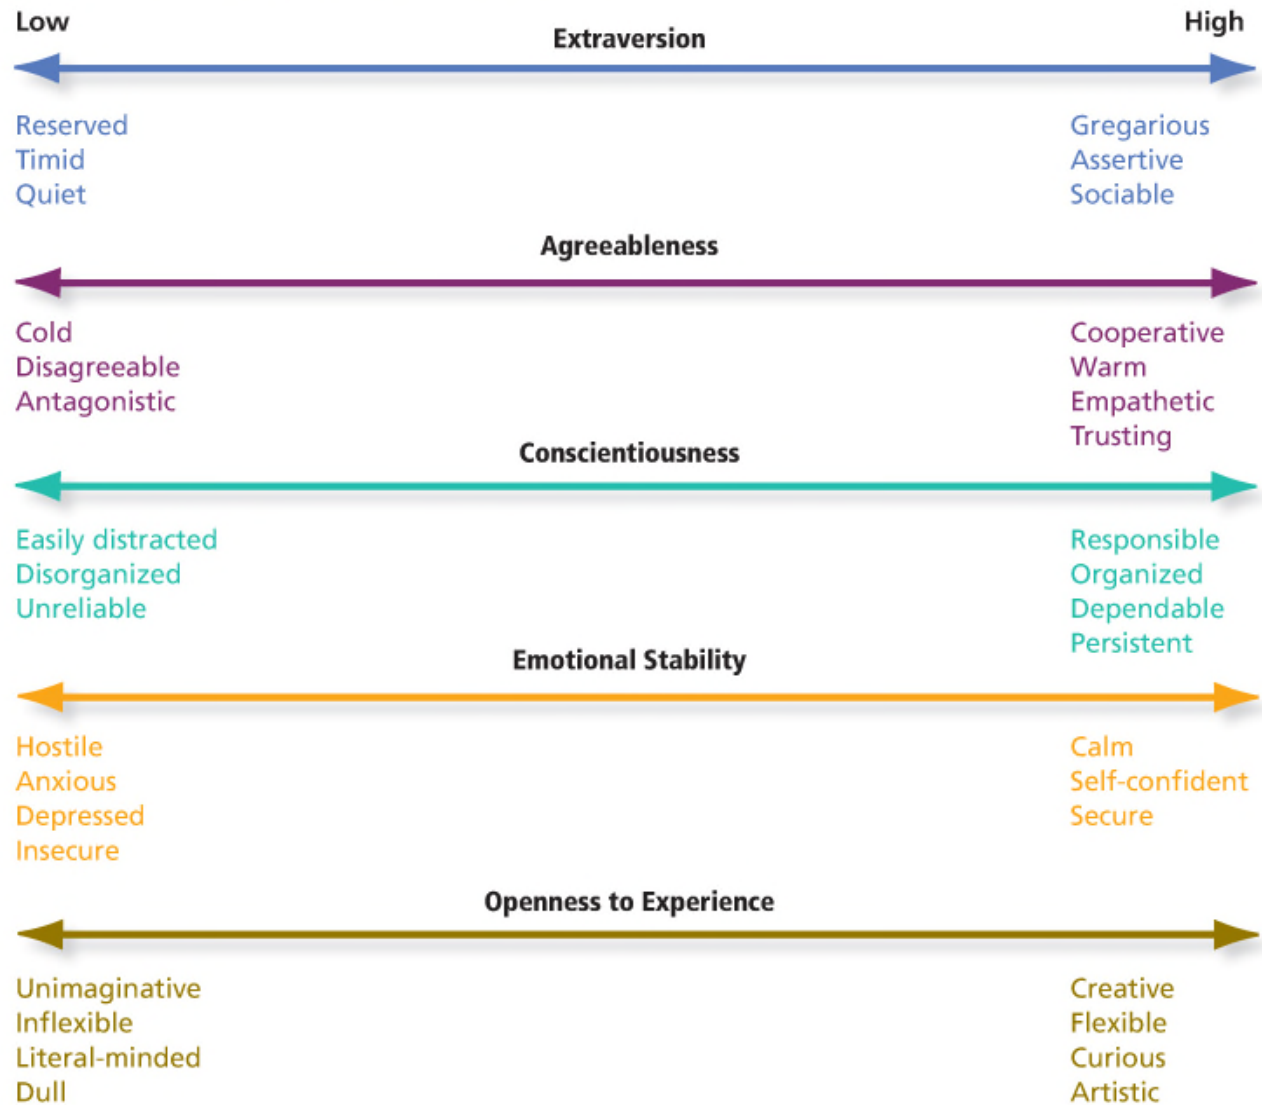 Low
High
Extraversion
Reserved
Timid
Quiet
Gregarious
Assertive
Sociable
Agreeableness
Cold
Disagreeable
Antagonistic
Cooperative
Warm
Empathetic
Trusting
Conscientiousness
Easily distracted
Disorganized
Unreliable
Responsible
Organized
Dependable
Persistent
Emotional Stability
Hostile
Anxious
Depressed
Insecure
Calm
Self-confident
Secure
Openness to Experience
Unimaginative
Inflexible
Literal-minded
Dull
Creative
Flexible
Curious
Artistic